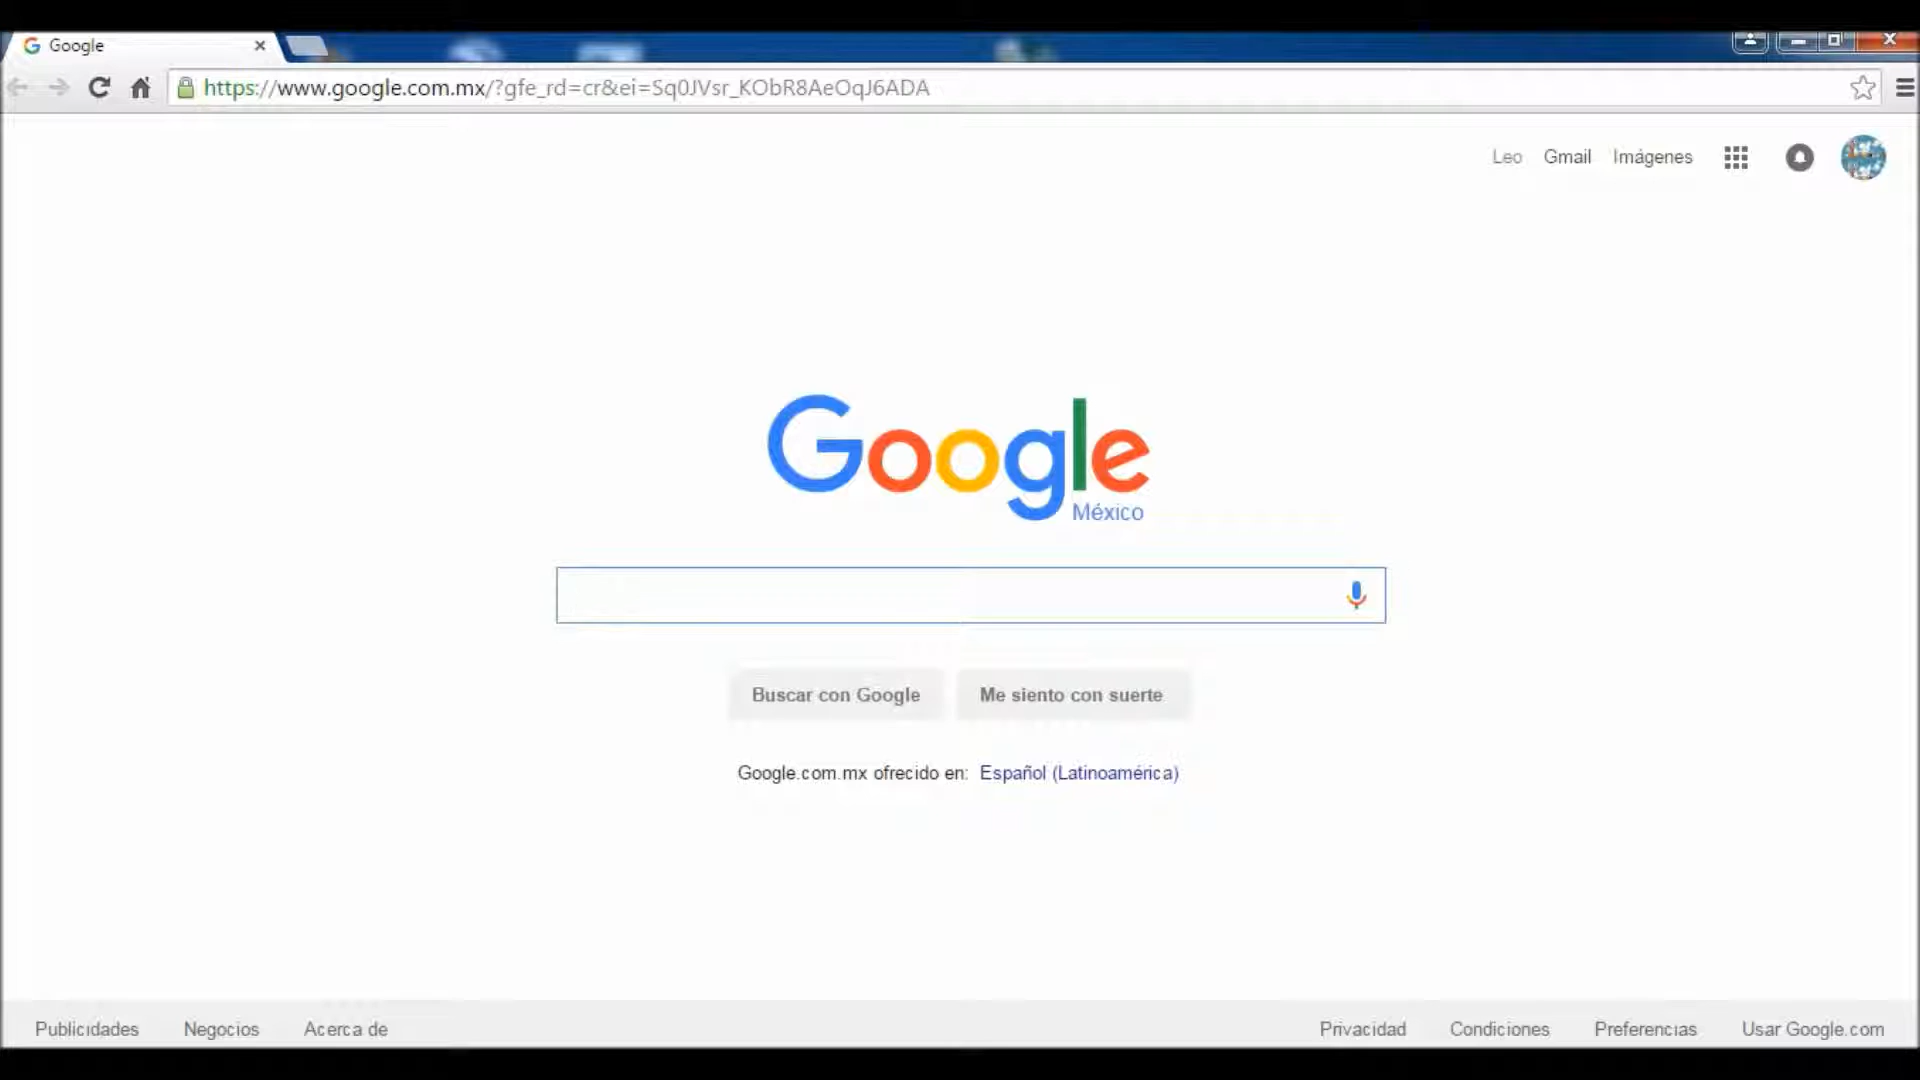 Google
https://www.google.com.mx/?gfe_rd=cr&ei=Sq0JVsr_KObR8AeOqJ6ADA
Leo Gmail Imágenes
Google
México
Buscar con Google Me siento con suerte
Google.com.mx ofrecido en: Español (Latinoamérica)
Publicidades Negocios Acerca de Privacidad Condiciones Preferencias Usar Google.com